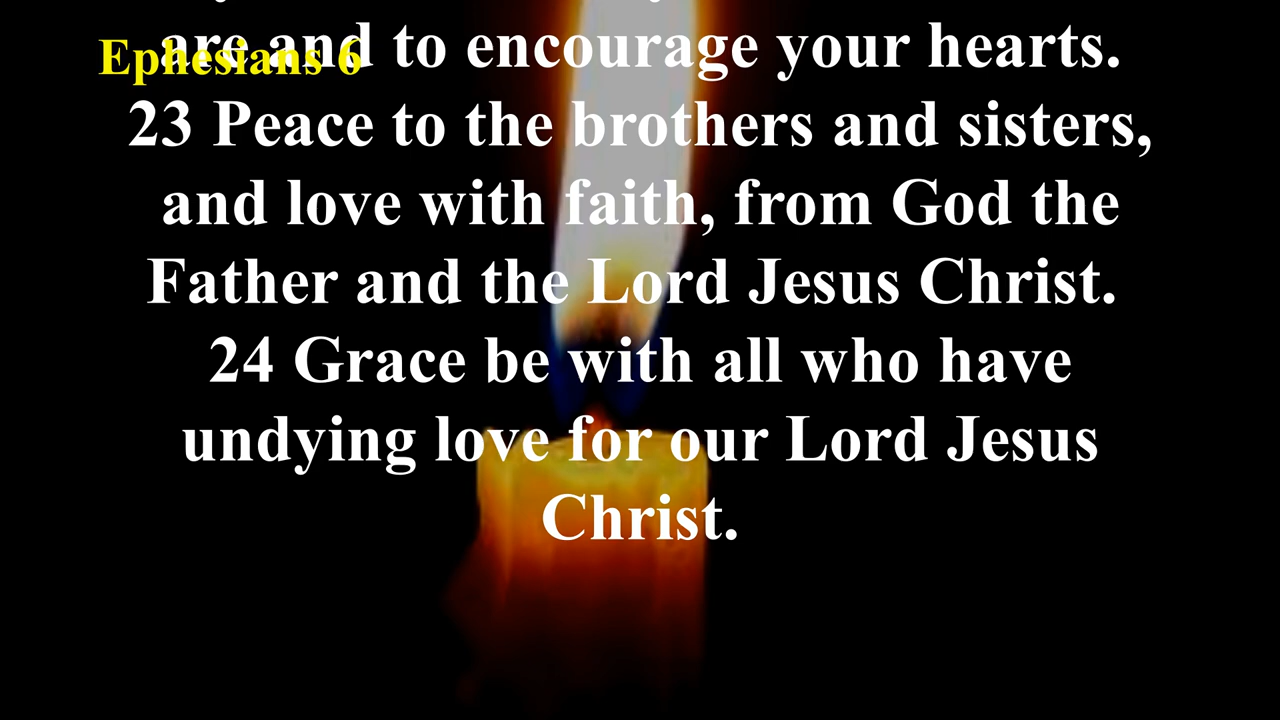 Ephesians 6
are and to encourage your hearts.
23 Peace to the brothers and sisters,
and love with faith, from God the
Father and the Lord Jesus Christ.
24 Grace be with all who have
undying love for our Lord Jesus
Christ.